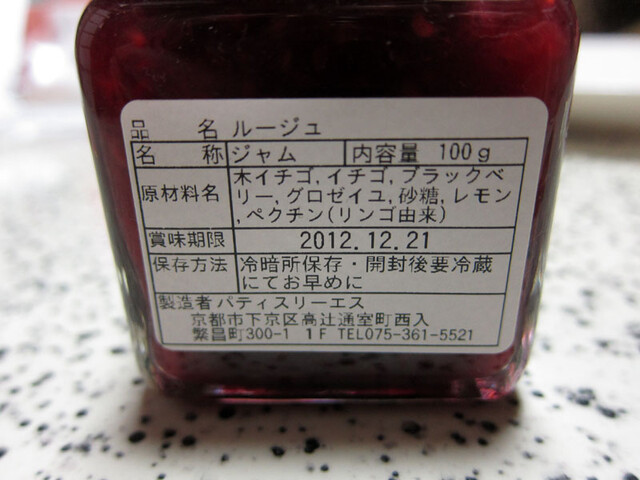 品 名 ルージュ
名 称 ジャム 内容量 100g
原材料名 木イチゴ,イチゴ,ブラックベ
リー,グロゼイユ,砂糖,レモン
,ペクチン(リンゴ由来)
賞味期限 2012.12.21
保存方法 冷暗所保存・開封後要冷蔵
にてお早めに
製造者 パティスリーエス
京都市下京区高辻通室町西入
繁昌町300-1 1F TEL075-361-5521